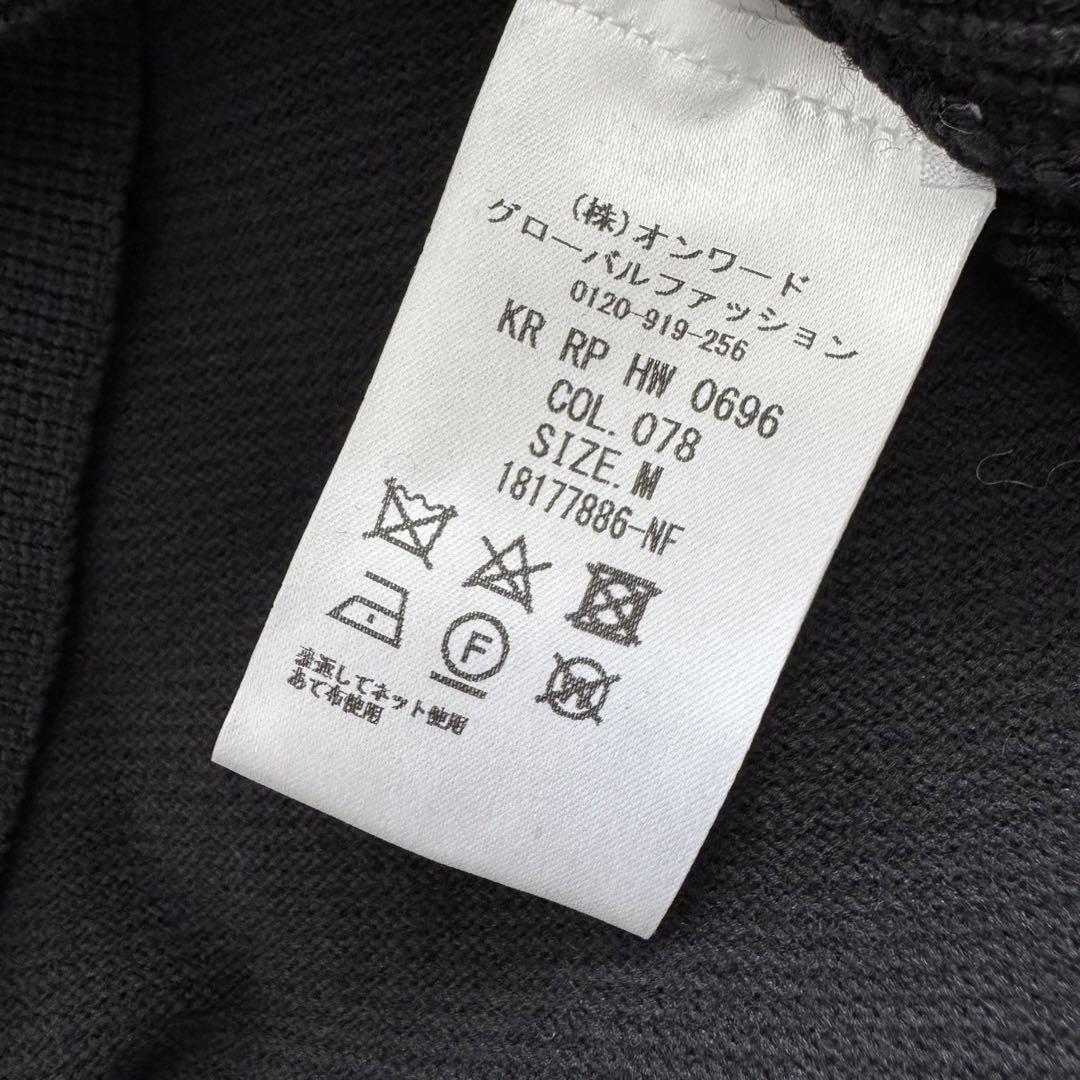 (株)オンワード
グローバルファッション
0120-919-256
KR RP HW 0696
COL. 078
SIZE. M
18177886-NF
F
W
裏返してネット使用
あて布使用